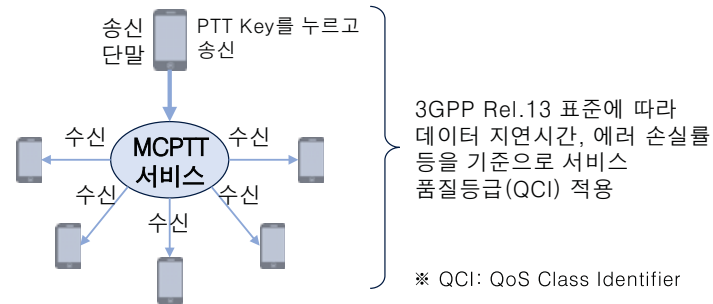 송신
단말
PTT Key를 누르고
송신
수신
MCPTT
서비스
수신
수신
수신
수신
3GPP Rel.13 표준에 따라
데이터 지연시간, 에러 손실률
등을 기준으로 서비스
품질등급(QCI) 적용
※ QCI: QoS Class Identifier